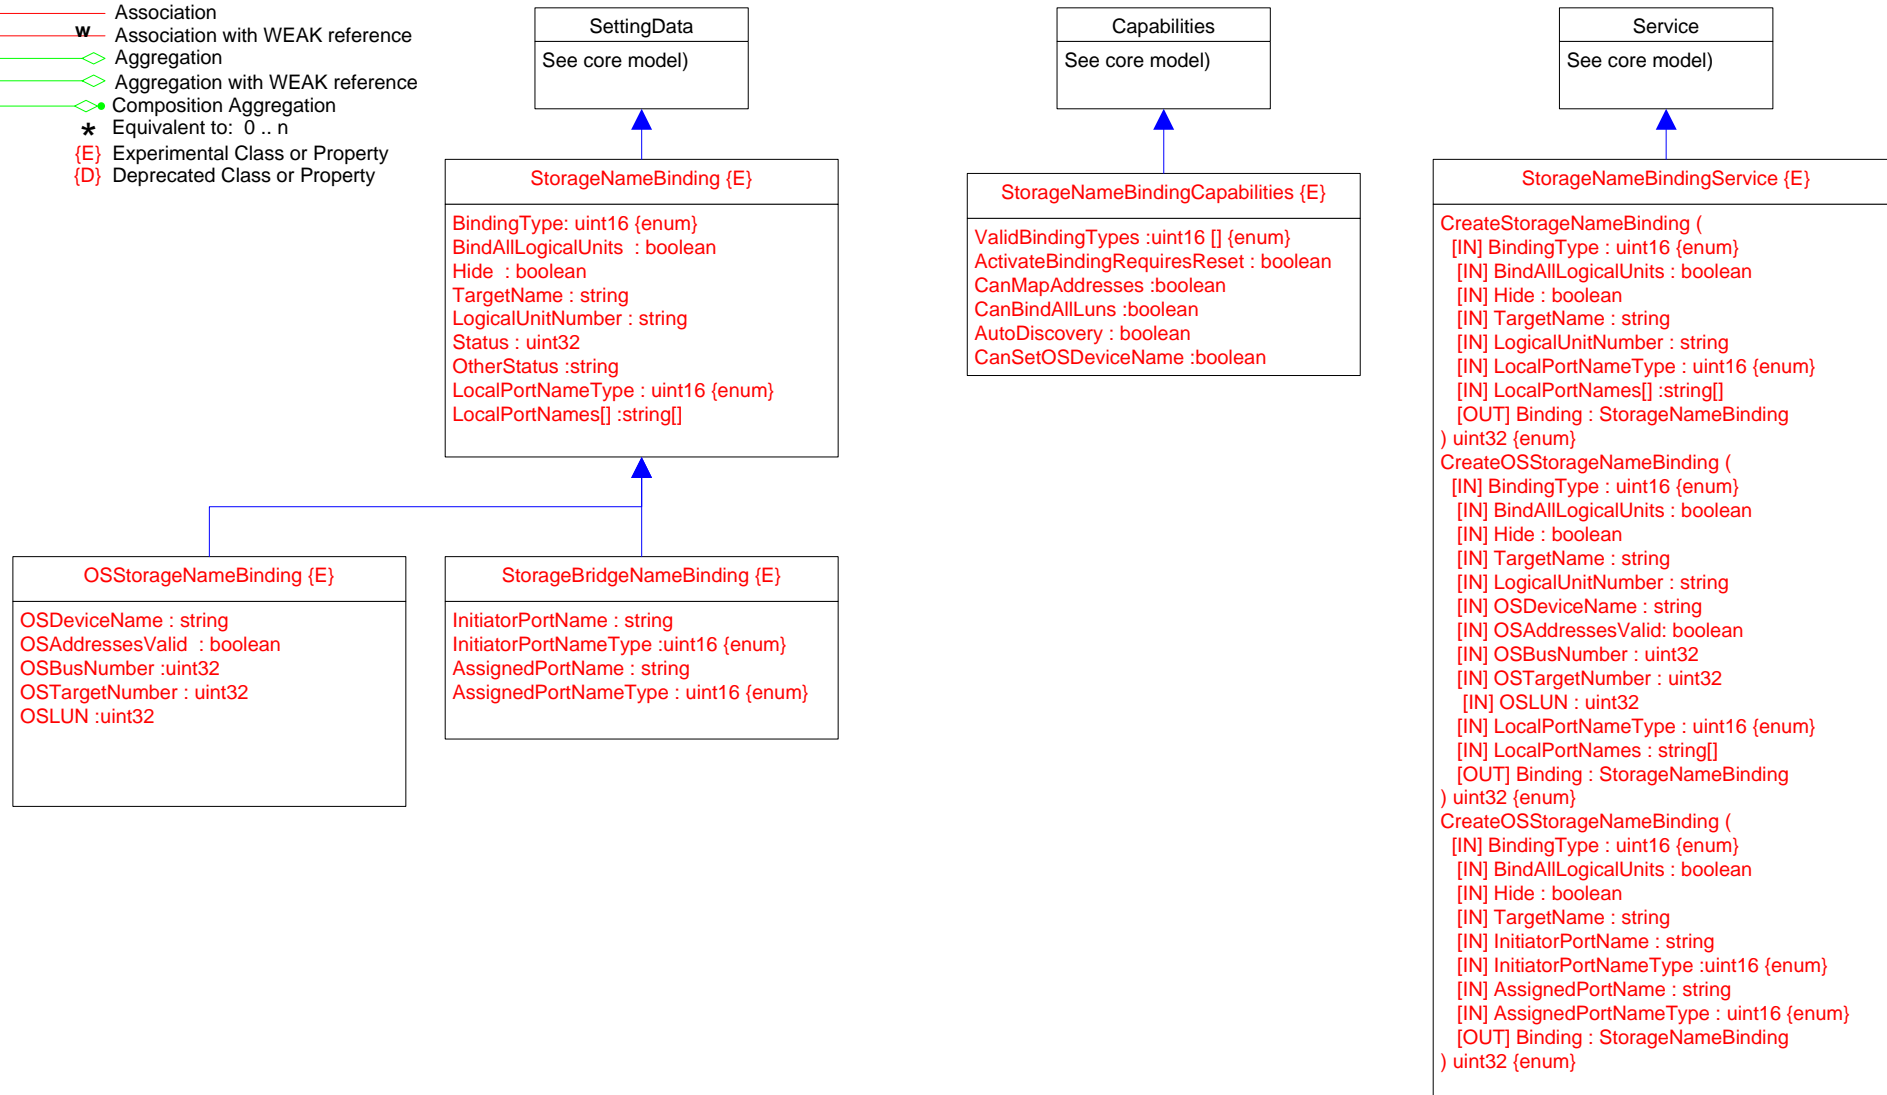 Association
w
Association with WEAK reference
Aggregation
Aggregation with WEAK reference
Composition Aggregation
* Equivalent to: 0 .. n
{E} Experimental Class or Property
{D} Deprecated Class or Property
SettingData
See core model)
StorageNameBinding {E}
BindingType: uint16 {enum}
BindAllLogicalUnits : boolean
Hide : boolean
TargetName : string
LogicalUnitNumber : string
Status : uint32
OtherStatus :string
LocalPortNameType : uint16 {enum}
LocalPortNames[] :string[]
OSStorageNameBinding {E}
OSDeviceName : string
OSAddressesValid : boolean
OSBusNumber :uint32
OSTargetNumber : uint32
OSLUN :uint32
StorageBridgeNameBinding {E}
InitiatorPortName : string
InitiatorPortNameType :uint16 {enum}
AssignedPortName : string
AssignedPortNameType : uint16 {enum}
Capabilities
See core model)
StorageNameBindingCapabilities {E}
ValidBindingTypes :uint16 [] {enum}
ActivateBindingRequiresReset : boolean
CanMapAddresses :boolean
CanBindAllLuns :boolean
AutoDiscovery : boolean
CanSetOSDeviceName :boolean
Service
See core model)
StorageNameBindingService {E}
CreateStorageNameBinding (
[IN] BindingType : uint16 {enum}
[IN] BindAllLogicalUnits : boolean
[IN] Hide : boolean
[IN] TargetName : string
[IN] LogicalUnitNumber : string
[IN] LocalPortNameType : uint16 {enum}
[IN] LocalPortNames[] :string[]
[OUT] Binding : StorageNameBinding
) uint32 {enum}
CreateOSStorageNameBinding (
[IN] BindingType : uint16 {enum}
[IN] BindAllLogicalUnits : boolean
[IN] Hide : boolean
[IN] TargetName : string
[IN] LogicalUnitNumber : string
[IN] OSDeviceName : string
[IN] OSAddressesValid: boolean
[IN] OSBusNumber : uint32
[IN] OSTargetNumber : uint32
[IN] OSLUN : uint32
[IN] LocalPortNameType : uint16 {enum}
[IN] LocalPortNames : string[]
[OUT] Binding : StorageNameBinding
) uint32 {enum}
CreateOSStorageNameBinding (
[IN] BindingType : uint16 {enum}
[IN] BindAllLogicalUnits : boolean
[IN] Hide : boolean
[IN] TargetName : string
[IN] InitiatorPortName : string
[IN] InitiatorPortNameType :uint16 {enum}
[IN] AssignedPortName : string
[IN] AssignedPortNameType : uint16 {enum}
[OUT] Binding : StorageNameBinding
) uint32 {enum}